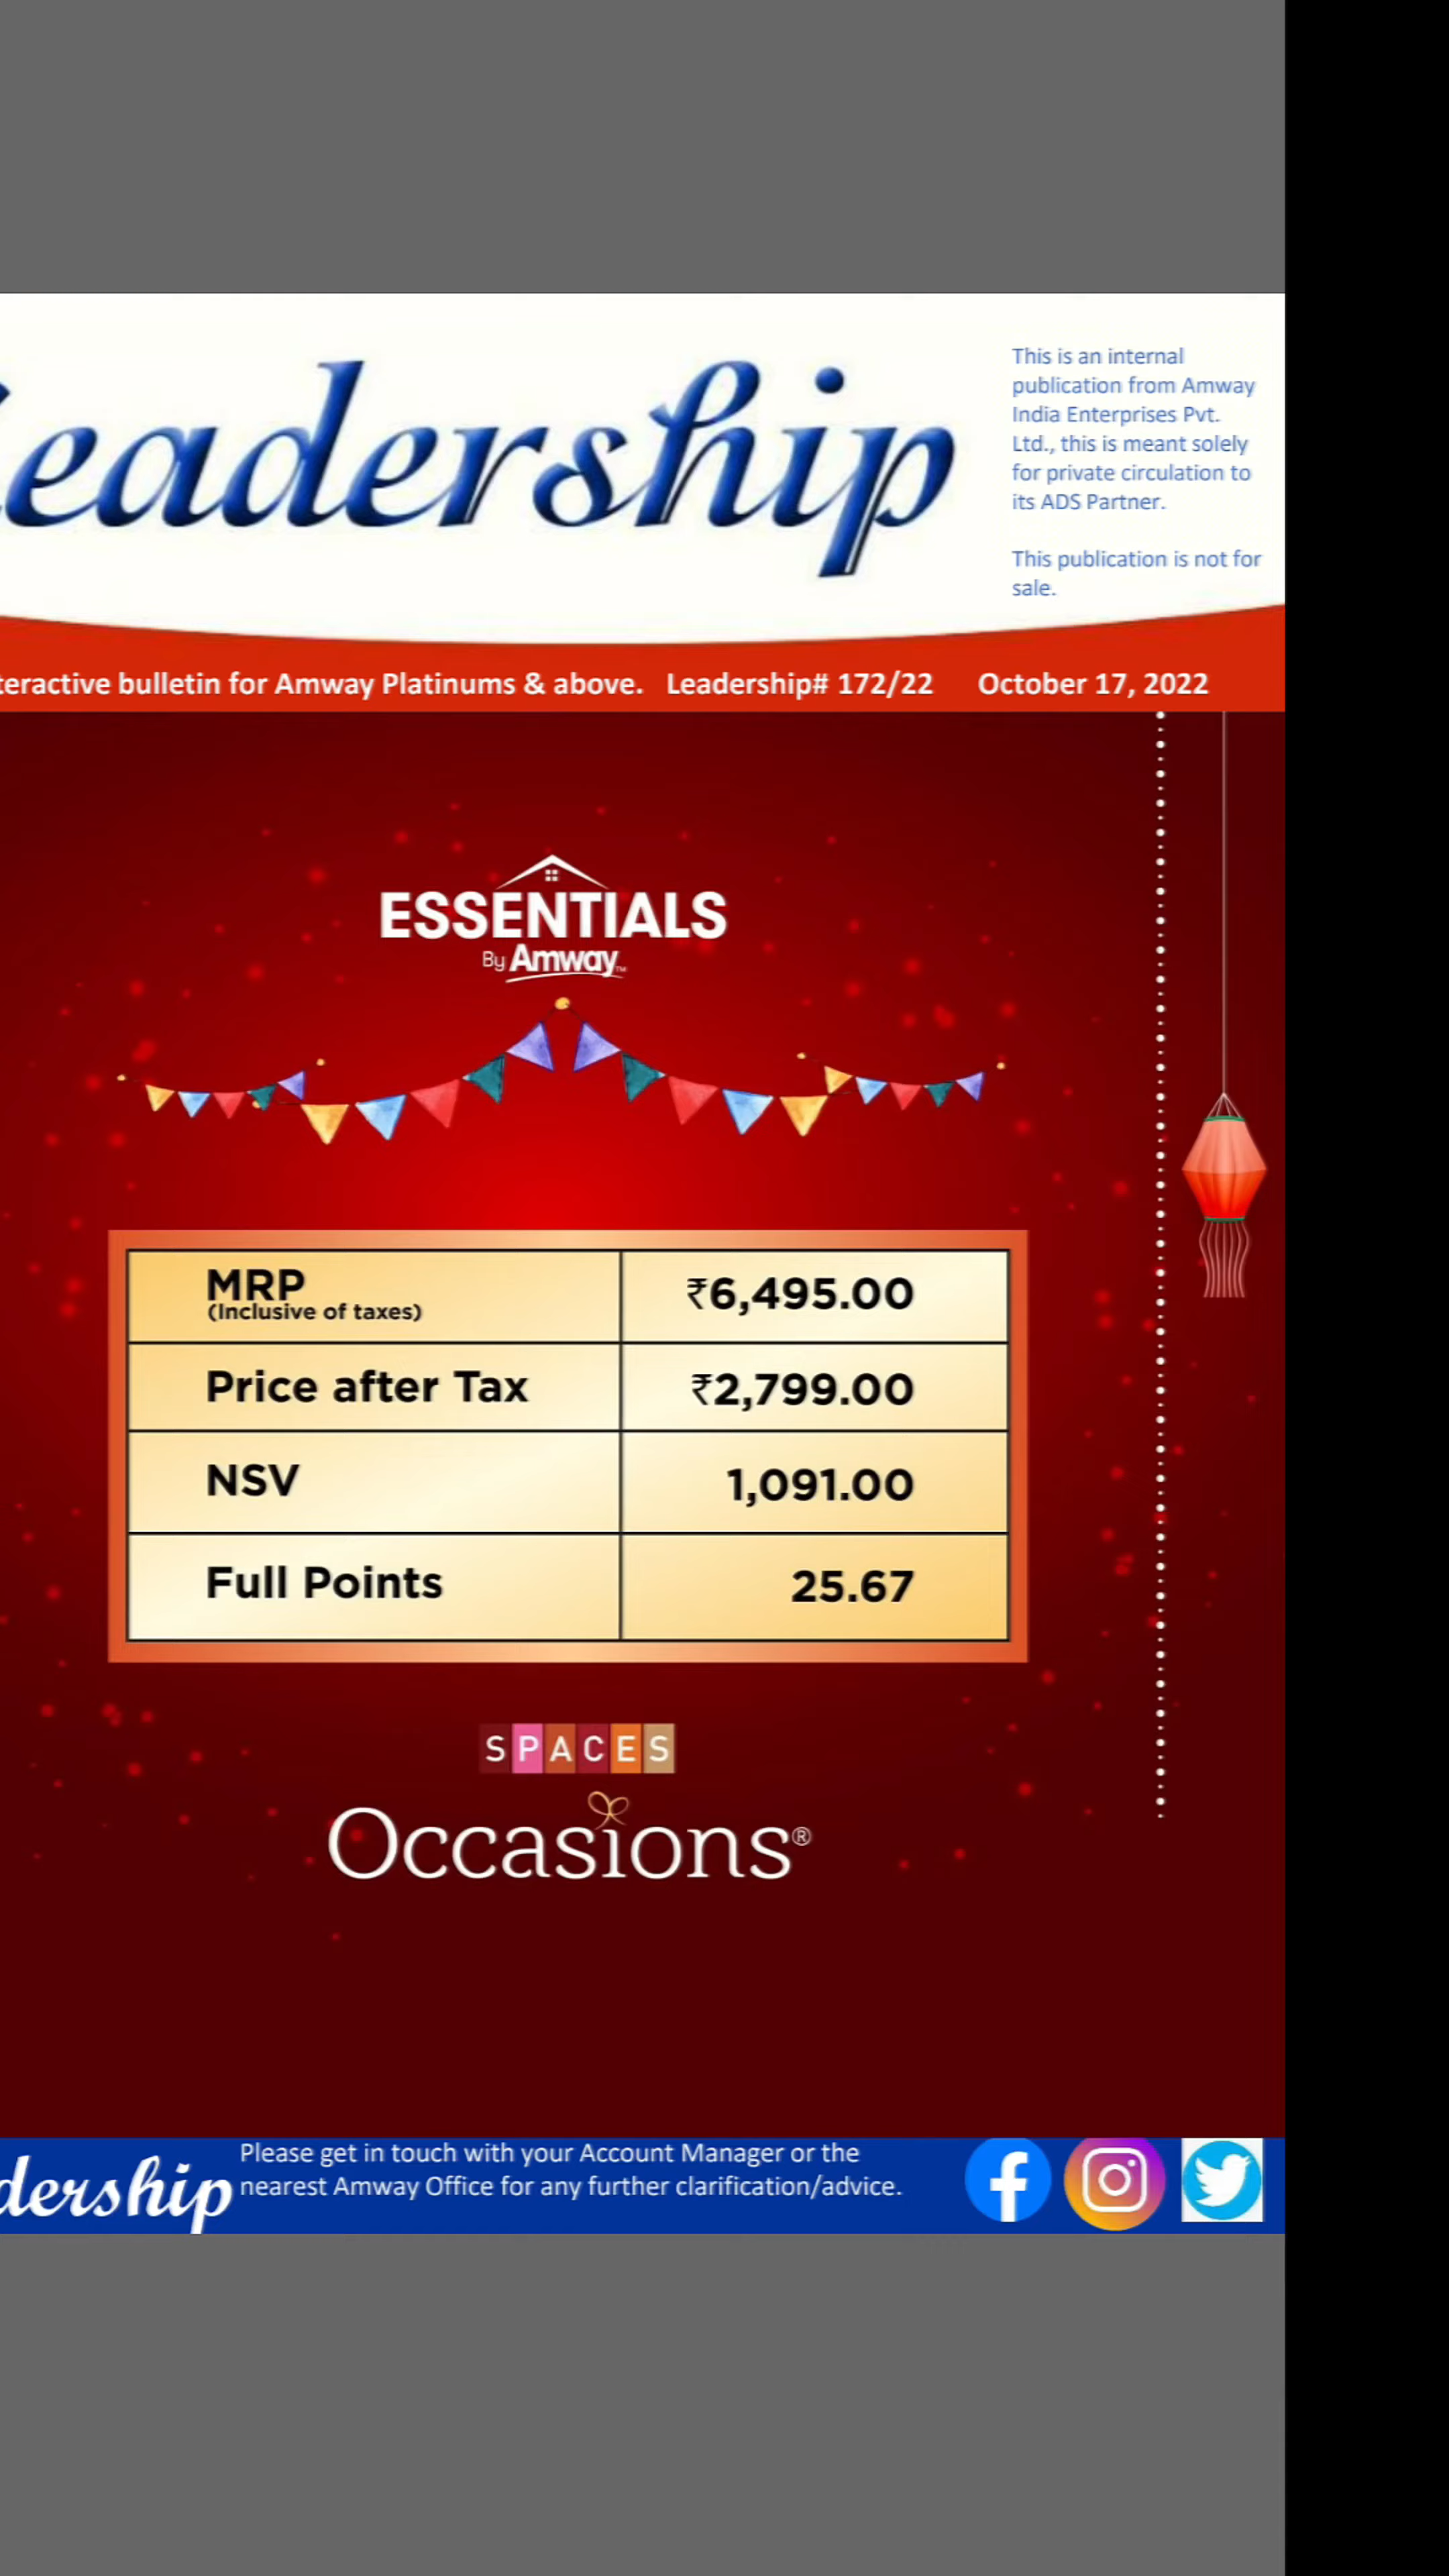 eadership
This is an internal
publication from Amway
India Enterprises Pvt.
Ltd., this is meant solely
for private circulation to
its ADS Partner.
This publication is not for
sale.
teractive bulletin for Amway Platinums & above. Leadership# 172/22 October 17, 2022
ESSENTIALS
By Amway™
MRP ₹6,495.00
(Inclusive of taxes)
Price after Tax ₹2,799.00
NSV 1,091.00
Full Points 25.67
SPACES
Occasions®
dership
Please get in touch with your Account Manager or the
nearest Amway Office for any further clarification/advice.